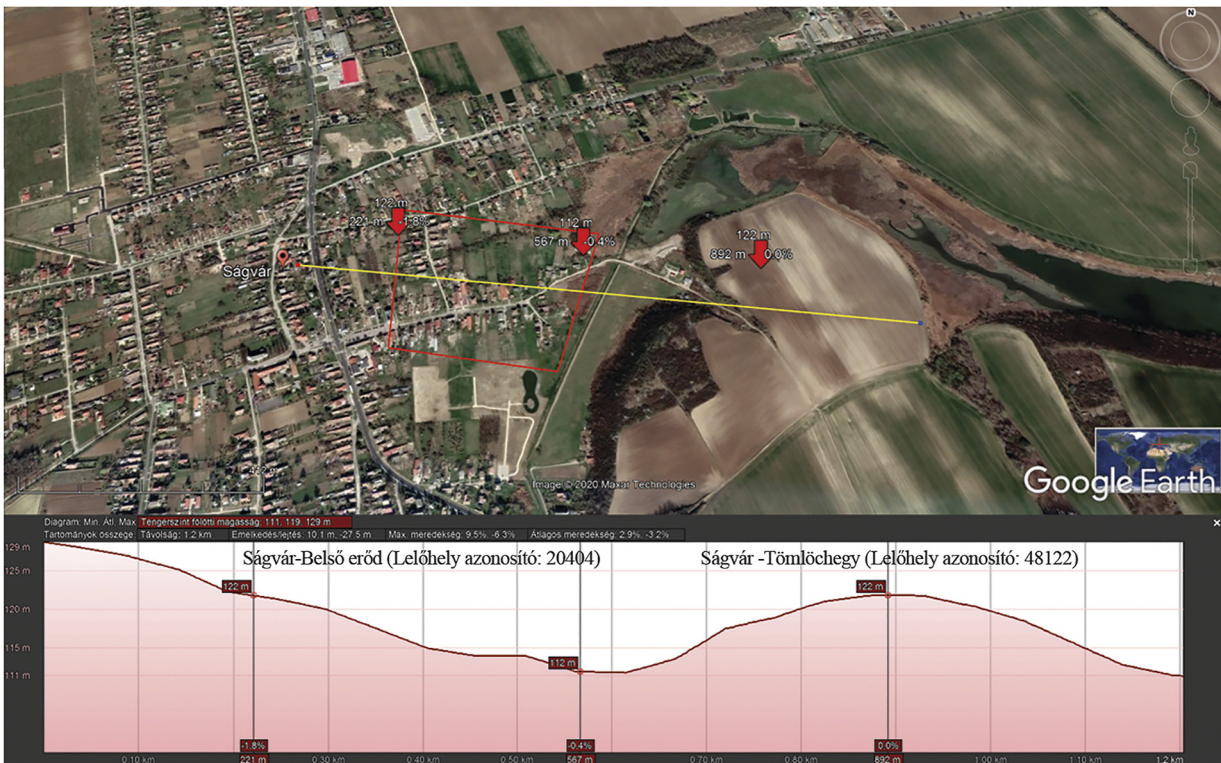 N
122 m
221 m -1.8%
112 m
567 m -0.4%
122 m
892 m 0.0%
Ságvár
Image © 2020 Maxar Technologies
Google Earth
Diagram: Min. Átl. Max Tengerszint fölötti magasság: 111, 119, 129 m
Tartományok összege: Távolság: 1.2 km Emelkedés/lejtés: 10.1 m, -27.5 m Max. meredekség: 9.5%, -6.3% Átlagos meredekség: 2.9%, -3.2%
129 m
125 m
120 m
115 m
111 m
Ságvár-Belső erőd (Lelőhely azonosító: 20404)
Ságvár -Tömlöchegy (Lelőhely azonosító: 48122)
122 m
112 m
122 m
-1.8%
-0.4%
0.0%
0.10 km 221 m 0.30 km 0.40 km 0.50 km 567 m 0.70 km 0.80 km 892 m 1.00 km 1.10 km 1.2 km